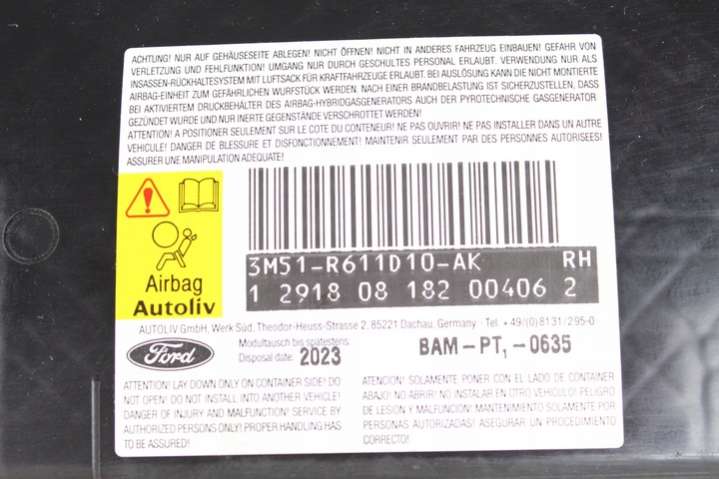 ACHTUNG! NUR AUF GEHÄUSESEITE ABLEGEN! NICHT ÖFFNEN! NICHT IN ANDERES FAHRZEUG EINBAUEN! GEFAHR VON
VERLETZUNG UND FEHLFUNKTION! UMGANG NUR DURCH GESCHULTES PERSONAL ERLAUBT. VERWENDUNG NUR ALS
INSASSEN-RÜCKHALTESYSTEM MIT LUFTSACK FÜR KRAFTFAHRZEUGE ERLAUBT. BEI AUSLÖSUNG KANN DIE NICHT MONTIERTE
AIRBAG-EINHEIT ZUM GEFÄHRLICHEN WURFSTÜCK WERDEN. NACH EINER BRANDBELASTUNG IST SICHERZUSTELLEN, DASS
BEI AKTIVIERTEM DRUCKBEHÄLTER DES AIRBAG-HYBRIDGASGENERATORS AUCH DER PYROTECHNISCHE GASGENERATOR
GEZÜNDET WURDE UND NUR INERTE GEGENSTÄNDE VERSCHROTTET WERDEN!
ATTENTION! A POSITIONER SEULEMENT SUR LE COTE DU CONTENEUR! NE PAS OUVRIR! NE PAS INSTALLER DANS UN AUTRE
VEHICULE! DANGER DE BLESSURE ET DISFONCTIONNEMENT! MAINTENIR SEULEMENT PAR DES PERSONNES AUTORISEES!
ASSURER UNE MANIPULATION ADEQUATE!
Airbag
Autoliv
3M51-R611D10-AK RH
1 2918 08 182 00406 2
AUTOLIV GmbH, Werk Süd, Theodor-Heuss-Strasse 2, 85221 Dachau, Germany - Tel. +49/(0)8131/295-0
Ford
Modultausch bis spätestens
Disposal date: 2023
BAM-PT₁-0635
ATTENTION! LAY DOWN ONLY ON CONTAINER SIDE! DO
NOT OPEN! DO NOT INSTALL INTO ANOTHER VEHICLE!
DANGER OF INJURY AND MALFUNCTION! SERVICE BY
AUTHORIZED PERSONS ONLY! PROPER HANDLING HAS
TO BE ASSURED!
ATENCION! SOLAMENTE PONER CON EL LADO DE CONTAINER
ABAJO! NO ABRIR! NO INSTALAR EN OTRO VEHICULO! PELIGRO
DE LESION Y MALFUNCION! MANTENIMIENTO SOLAMENTE POR
PERSONAS AUTORIZADAS! ASEGURAR UN PROCEDIMIENTO
CORRECTO!